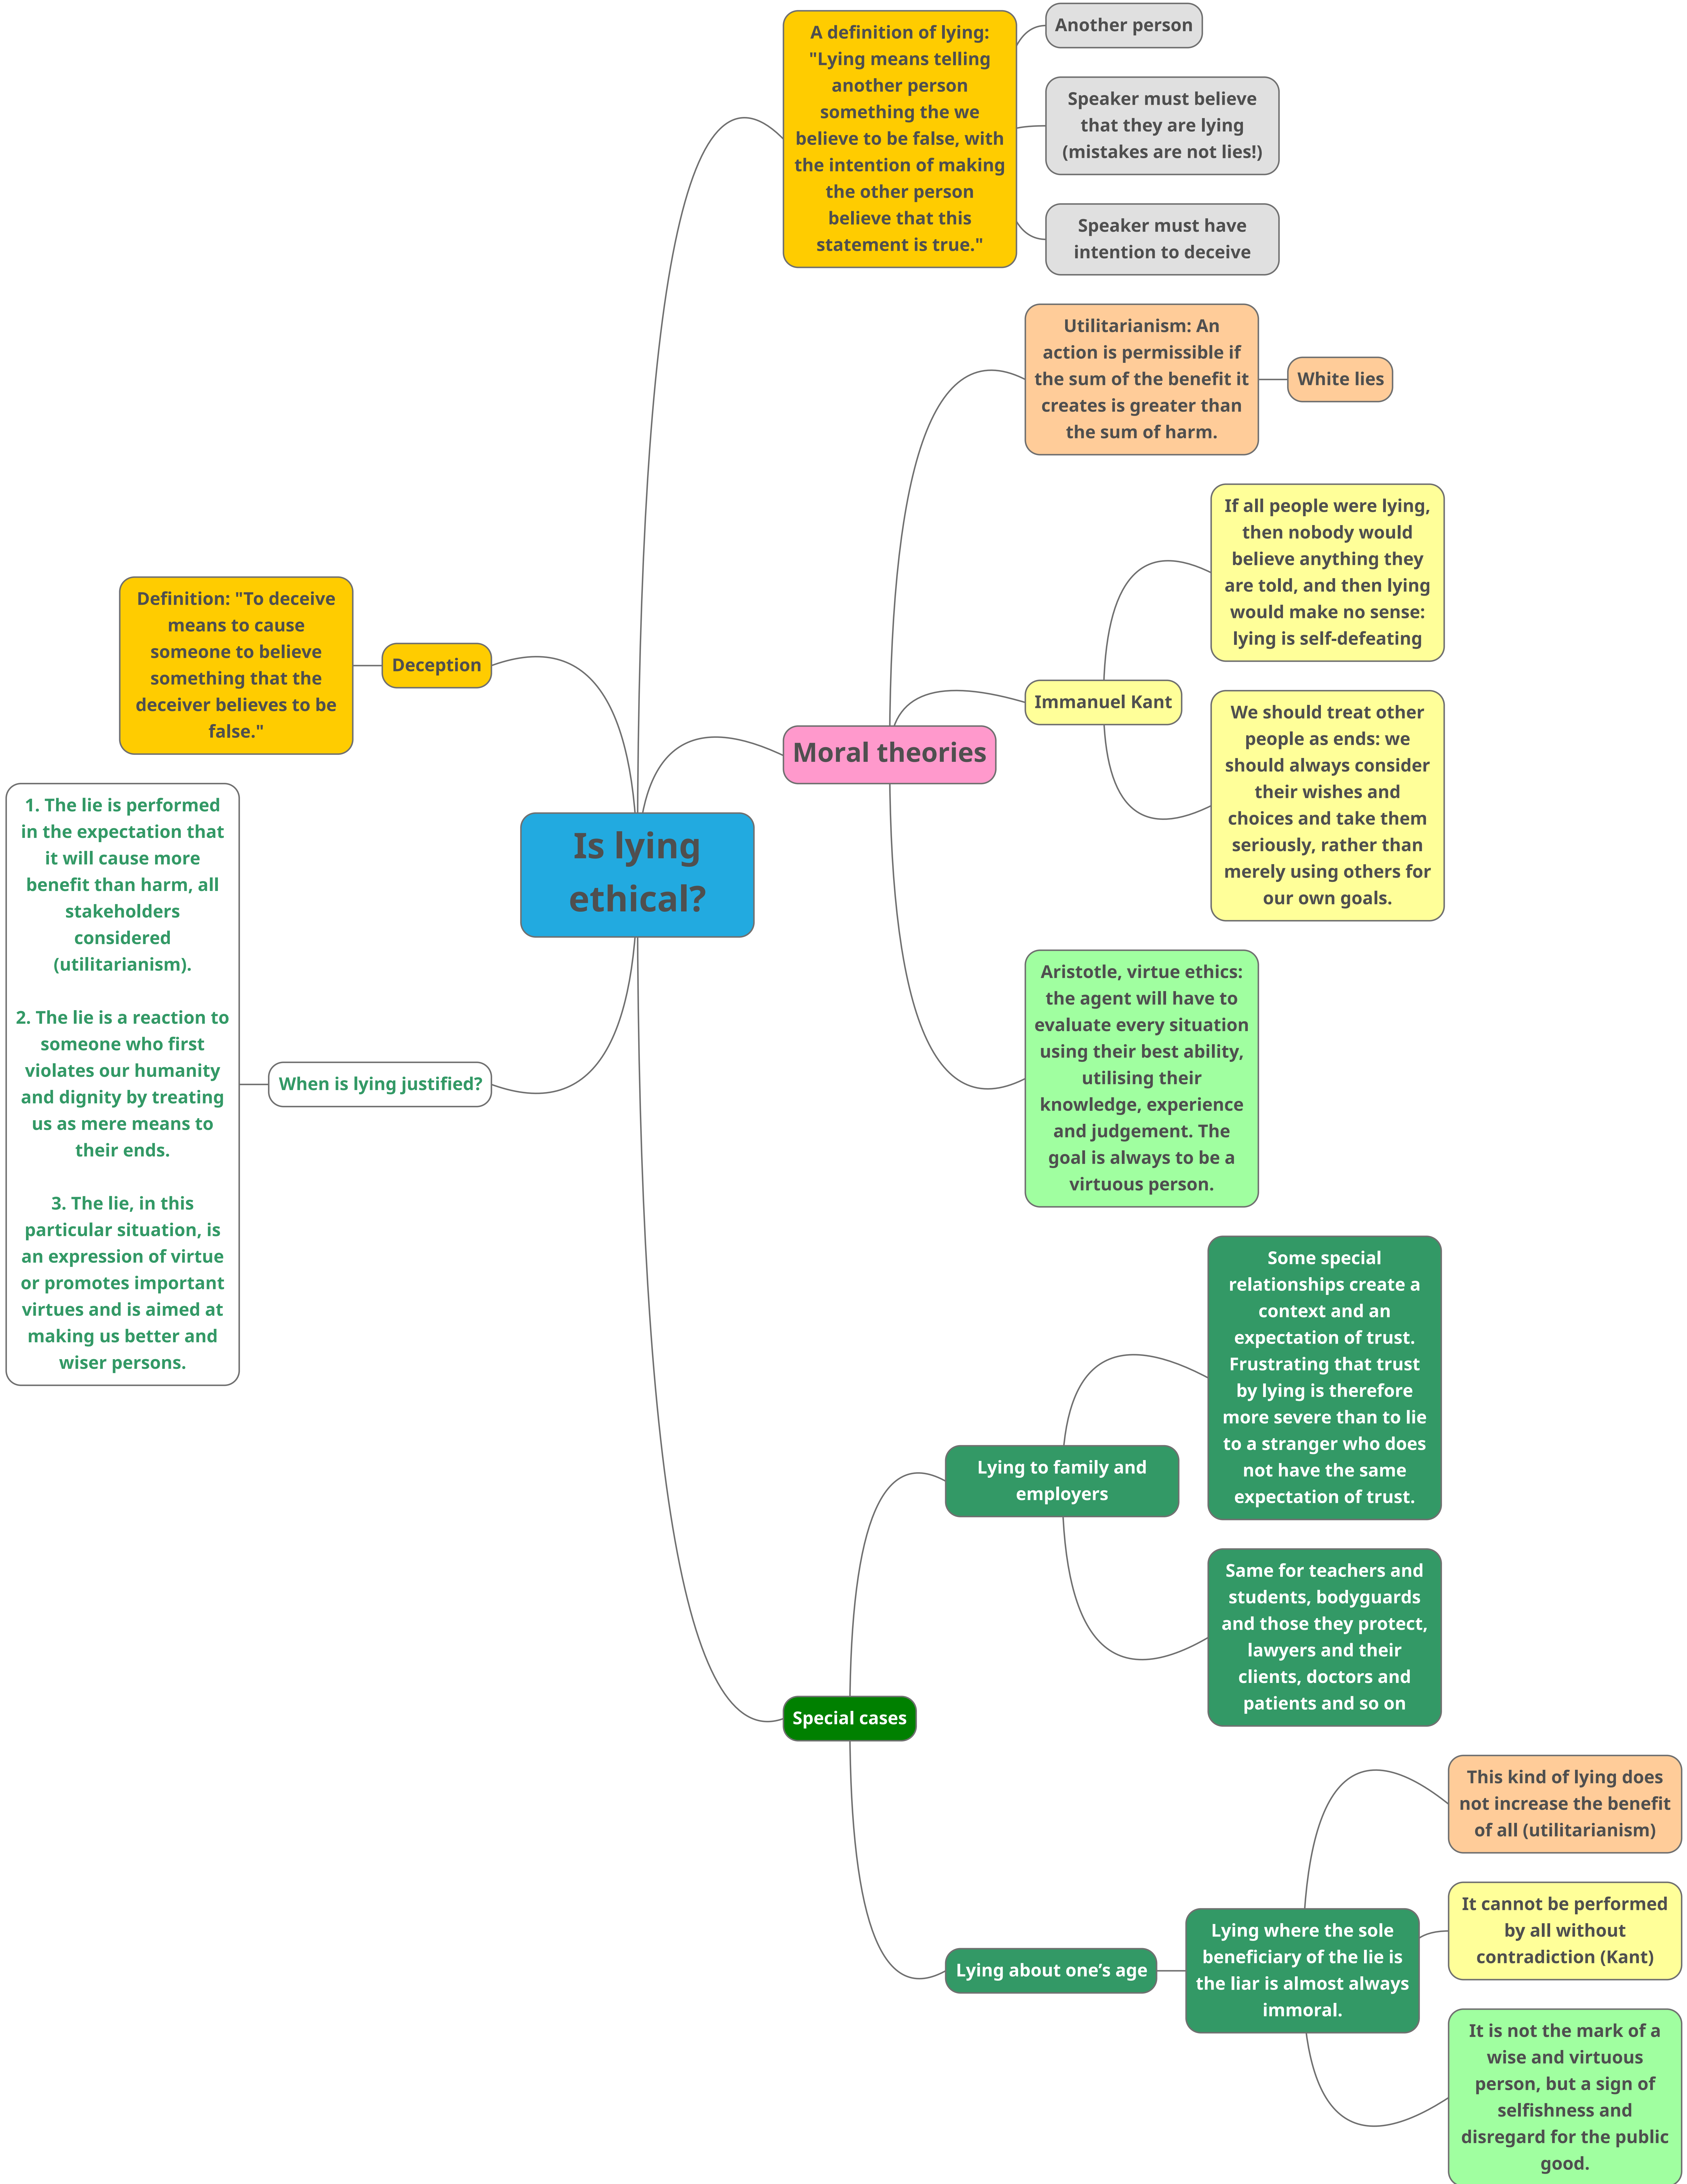 A definition of lying:
"Lying means telling
another person
something the we
believe to be false, with
the intention of making
the other person
believe that this
statement is true."
Another person
Speaker must believe
that they are lying
(mistakes are not lies!)
Speaker must have
intention to deceive
Utilitarianism: An
action is permissible if
the sum of the benefit it
creates is greater than
the sum of harm.
White lies
If all people were lying,
then nobody would
believe anything they
are told, and then lying
would make no sense:
lying is self-defeating
Immanuel Kant
We should treat other
people as ends: we
should always consider
their wishes and
choices and take them
seriously, rather than
merely using others for
our own goals.
Moral theories
Aristotle, virtue ethics:
the agent will have to
evaluate every situation
using their best ability,
utilising their
knowledge, experience
and judgement. The
goal is always to be a
virtuous person.
Definition: "To deceive
means to cause
someone to believe
something that the
deceiver believes to be
false."
Deception
Is lying
ethical?
1. The lie is performed
in the expectation that
it will cause more
benefit than harm, all
stakeholders
considered
(utilitarianism).
2. The lie is a reaction to
someone who first
violates our humanity
and dignity by treating
us as mere means to
their ends.
3. The lie, in this
particular situation, is
an expression of virtue
or promotes important
virtues and is aimed at
making us better and
wiser persons.
When is lying justified?
Some special
relationships create a
context and an
expectation of trust.
Frustrating that trust
by lying is therefore
more severe than to lie
to a stranger who does
not have the same
expectation of trust.
Lying to family and
employers
Same for teachers and
students, bodyguards
and those they protect,
lawyers and their
clients, doctors and
patients and so on
Special cases
This kind of lying does
not increase the benefit
of all (utilitarianism)
It cannot be performed
by all without
contradiction (Kant)
Lying about one’s age
Lying where the sole
beneficiary of the lie is
the liar is almost always
immoral.
It is not the mark of a
wise and virtuous
person, but a sign of
selfishness and
disregard for the public
good.